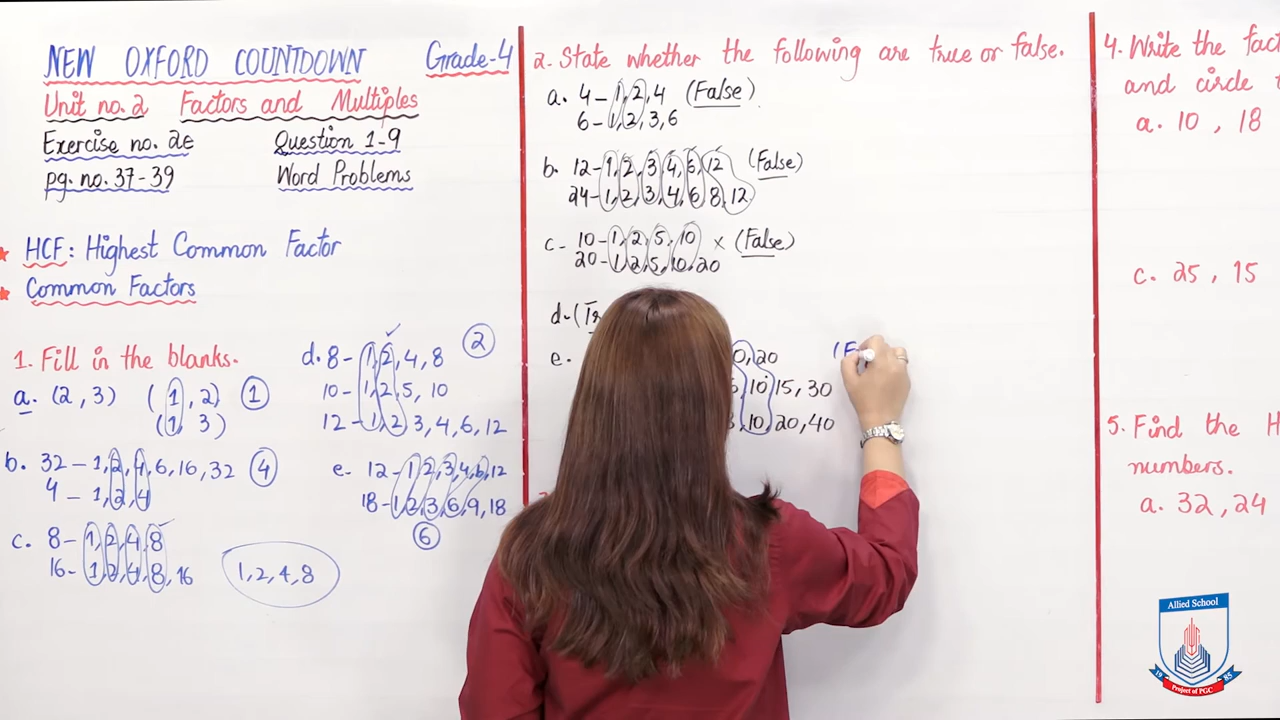 NEW OXFORD COUNTDOWN Grade-4
Unit no.2 Factors and Multiples
Exercise no. 2e Question 1-9
pg. no. 37-39 Word Problems
HCF: Highest Common Factor
Common Factors
1. Fill in the blanks.
a. (2,3) (1,2) 1
(1, 3)
b. 32-1,2,4,6,16,32 4
4-1,2,4
c. 8-1,2,4,8
16-1,2,4,8,16 1,2,4,8
d. 8-1,2,4,8 2
10-1,2,5,10
12-1,2,3,4,6,12
e- 12-1,2,3,4,6,12
18-1,2,3,6,9,18
6
2. State whether the following are true or false.
a. 4-1,2,4 (False)
6-1,2,3,6
b. 12-1,2,3,4,6,12 (False)
24-1,2,3,4,6,8,12
c- 10-1,2,5,10 x (False)
20-1,2,5,10,20
d-
e. 0,20
10, 15, 30
10, 20, 40
4. Write the
and circle
a. 10, 18
c. 25, 15
5. Find the
numbers.
a. 32, 24
Allied School
19 85
Project of PGC